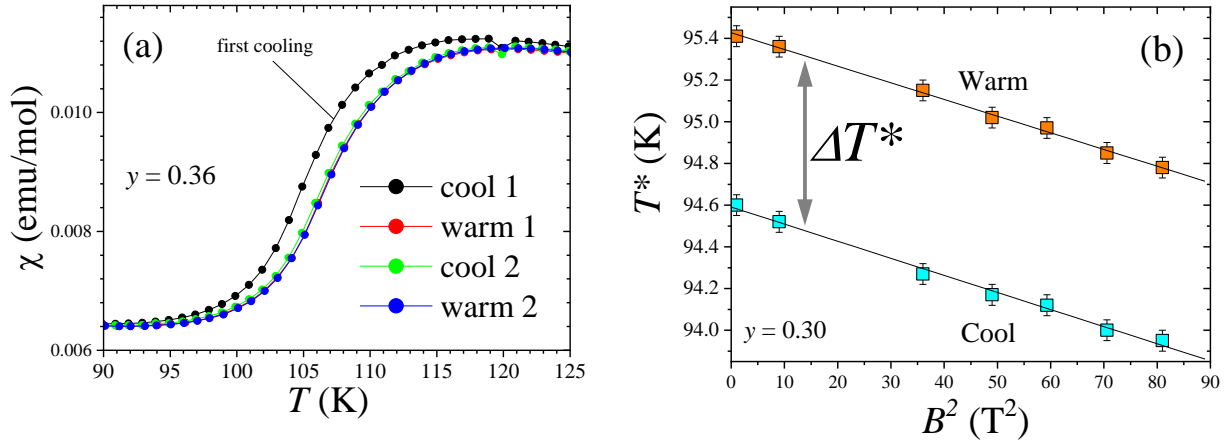 (a)
first cooling
0.010
y = 0.36
cool 1
warm 1
cool 2
warm 2
0.008
0.006
χ (emu/mol)
90 95 100 105 110 115 120 125
T (K)
(b)
95.4
95.2
95.0
94.8
94.6
94.4
94.2
94.0
T* (K)
Warm
ΔT*
Cool
y = 0.30
0 10 20 30 40 50 60 70 80 90
B² (T²)